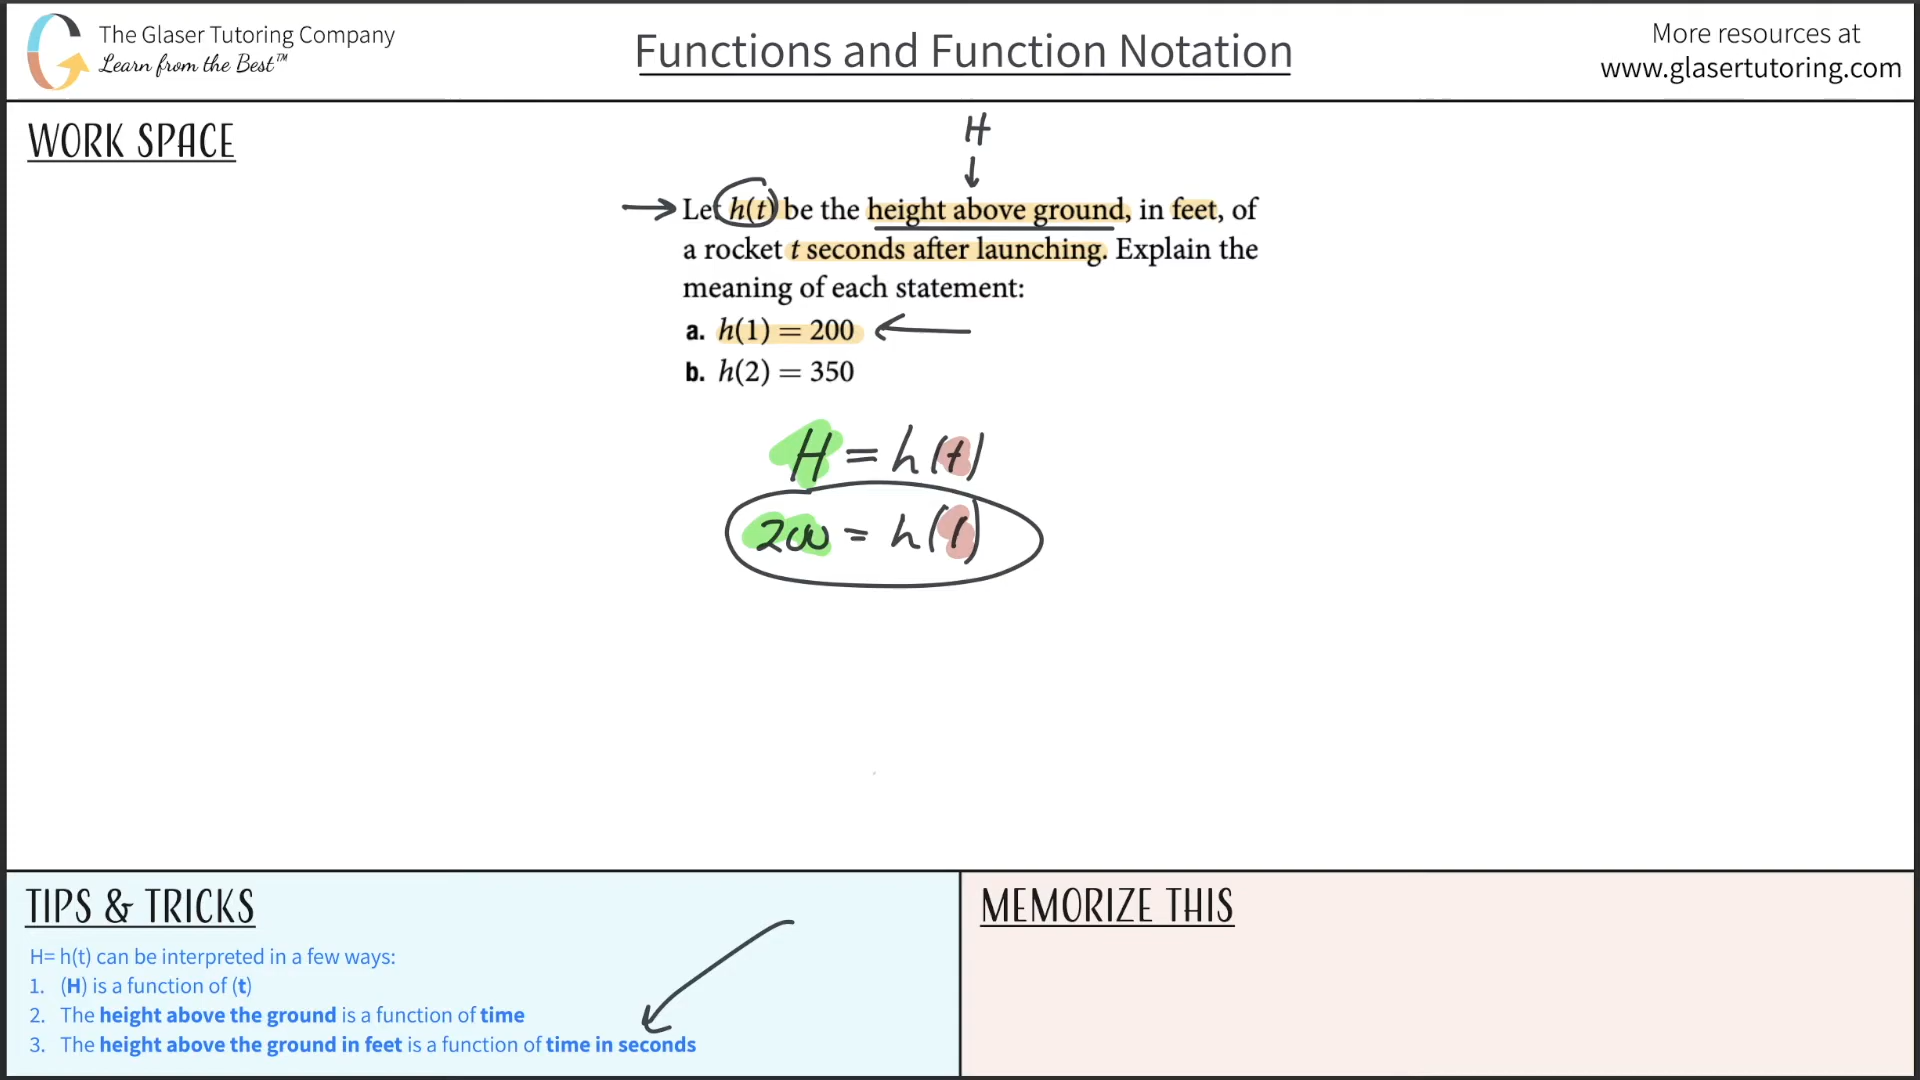 The Glaser Tutoring Company
Learn from the Best™
Functions and Function Notation
More resources at
www.glasertutoring.com
WORK SPACE
H
Let h(t) be the height above ground, in feet, of
a rocket t seconds after launching. Explain the
meaning of each statement:
a. h(1) = 200
b. h(2) = 350
H = h(t)
200 = h(1)
TIPS & TRICKS
H= h(t) can be interpreted in a few ways:
1. (H) is a function of (t)
2. The height above the ground is a function of time
3. The height above the ground in feet is a function of time in seconds
MEMORIZE THIS